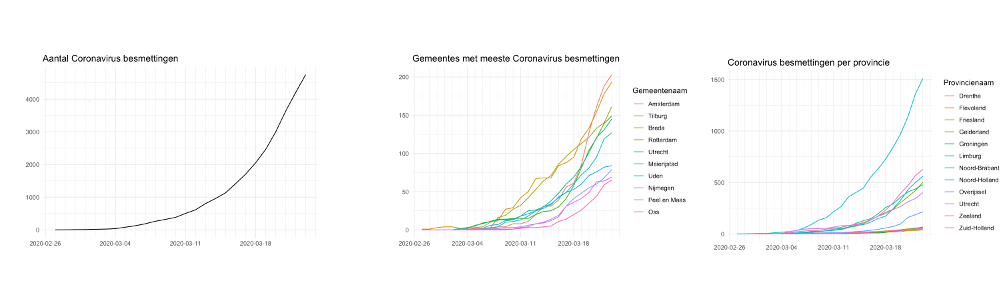 Aantal Coronavirus besmettingen
4000
3000
2000
1000
0
2020-02-26
2020-03-04
2020-03-11
2020-03-18
Gemeentes met meeste Coronavirus besmettingen
200
150
100
50
0
2020-02-26
2020-03-04
2020-03-11
2020-03-18
Gemeentenaam
Amsterdam
Tilburg
Breda
Rotterdam
Utrecht
Meierijstad
Uden
Nijmegen
Peel en Maas
Oss
Coronavirus besmettingen per provincie
1500
1000
500
0
2020-02-26
2020-03-04
2020-03-11
2020-03-18
Provincienaam
Drenthe
Flevoland
Friesland
Gelderland
Groningen
Limburg
Noord-Brabant
Noord-Holland
Overijssel
Utrecht
Zeeland
Zuid-Holland